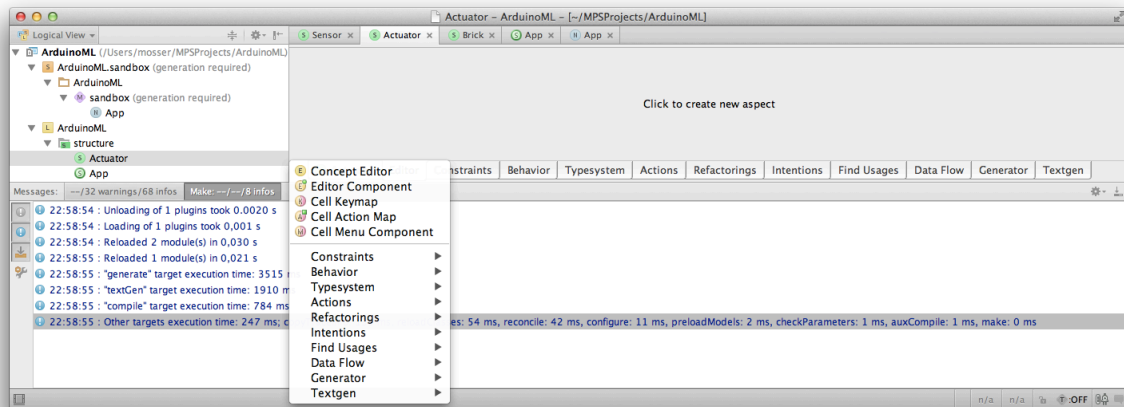 Actuator - ArduinoML - [~/MPSProjects/ArduinoML]
Logical View
Sensor
Actuator
Brick
App
App
ArduinoML (/Users/mosser/MPSProjects/ArduinoML)
ArduinoML.sandbox (generation required)
ArduinoML
sandbox (generation required)
App
ArduinoML
structure
Actuator
App
Click to create new aspect
Constraints Behavior Typesystem Actions Refactorings Intentions Find Usages Data Flow Generator Textgen
Concept Editor
Editor Component
Cell Keymap
Cell Action Map
Cell Menu Component
Constraints
Behavior
Typesystem
Actions
Refactorings
Intentions
Find Usages
Data Flow
Generator
Textgen
Messages: --/32 warnings/68 infos Make: --/--/8 infos
22:58:54 : Unloading of 1 plugins took 0.0020 s
22:58:54 : Loading of 1 plugins took 0,001 s
22:58:54 : Reloaded 2 module(s) in 0,030 s
22:58:55 : Reloaded 1 module(s) in 0,021 s
22:58:55 : "generate" target execution time: 3515 ms
22:58:55 : "textGen" target execution time: 1910 ms
22:58:55 : "compile" target execution time: 784 ms
22:58:55 : Other targets execution time: 247 ms; 54 ms, reconcile: 42 ms, configure: 11 ms, preloadModels: 2 ms, checkParameters: 1 ms, auxCompile: 1 ms, make: 0 ms
n/a n/a T:OFF